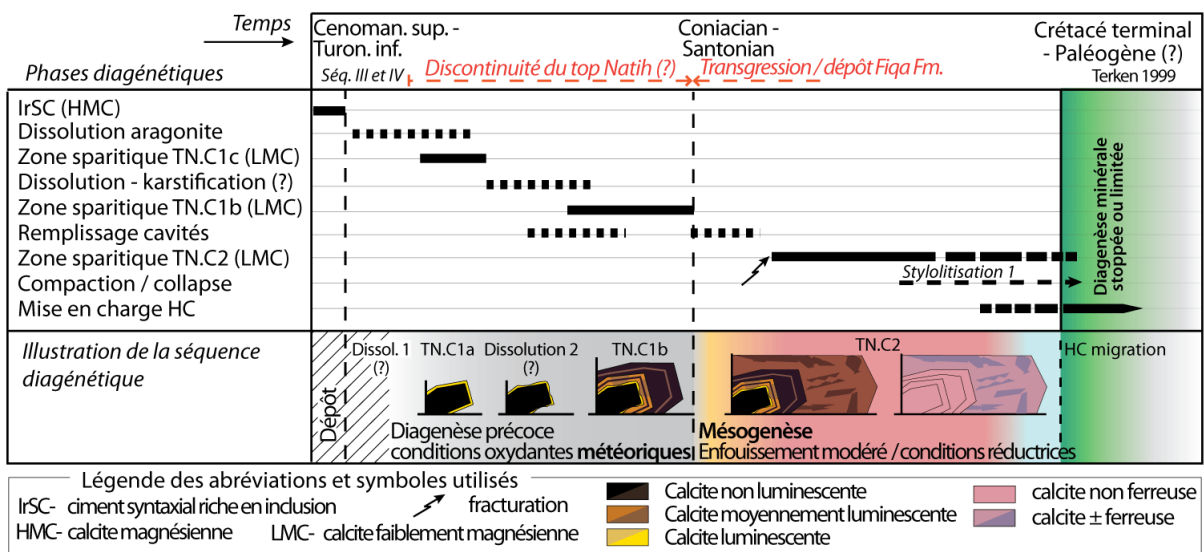 Temps
Cenoman. sup. -
Turon. inf.
Coniacian -
Santonian
Crétacé terminal
- Paléogène (?)
Terken 1999
Phases diagénétiques
Séq. III et IV
Discontinuité du top Natih (?)
Transgression / dépôt Fiqa Fm.
IrSC (HMC)
Dissolution aragonite
Zone sparitique TN.C1c (LMC)
Dissolution - karstification (?)
Zone sparitique TN.C1b (LMC)
Remplissage cavités
Zone sparitique TN.C2 (LMC)
Compaction / collapse
Mise en charge HC
Stylolitisation 1
Diagenèse minérale
stoppée ou limitée
Illustration de la séquence
diagénétique
Dépôt
Dissol. 1
(?)
TN.C1a
Dissolution 2
(?)
TN.C1b
TN.C2
HC migration
Diagenèse précoce
conditions oxydantes météoriques
Mésogenèse
Enfouissement modéré / conditions réductrices
Légende des abréviations et symboles utilisés
IrSC- ciment syntaxial riche en inclusion
fracturation
HMC- calcite magnésienne
LMC- calcite faiblement magnésienne
Calcite non luminescente
Calcite moyennement luminescente
Calcite luminescente
calcite non ferreuse
calcite ± ferreuse